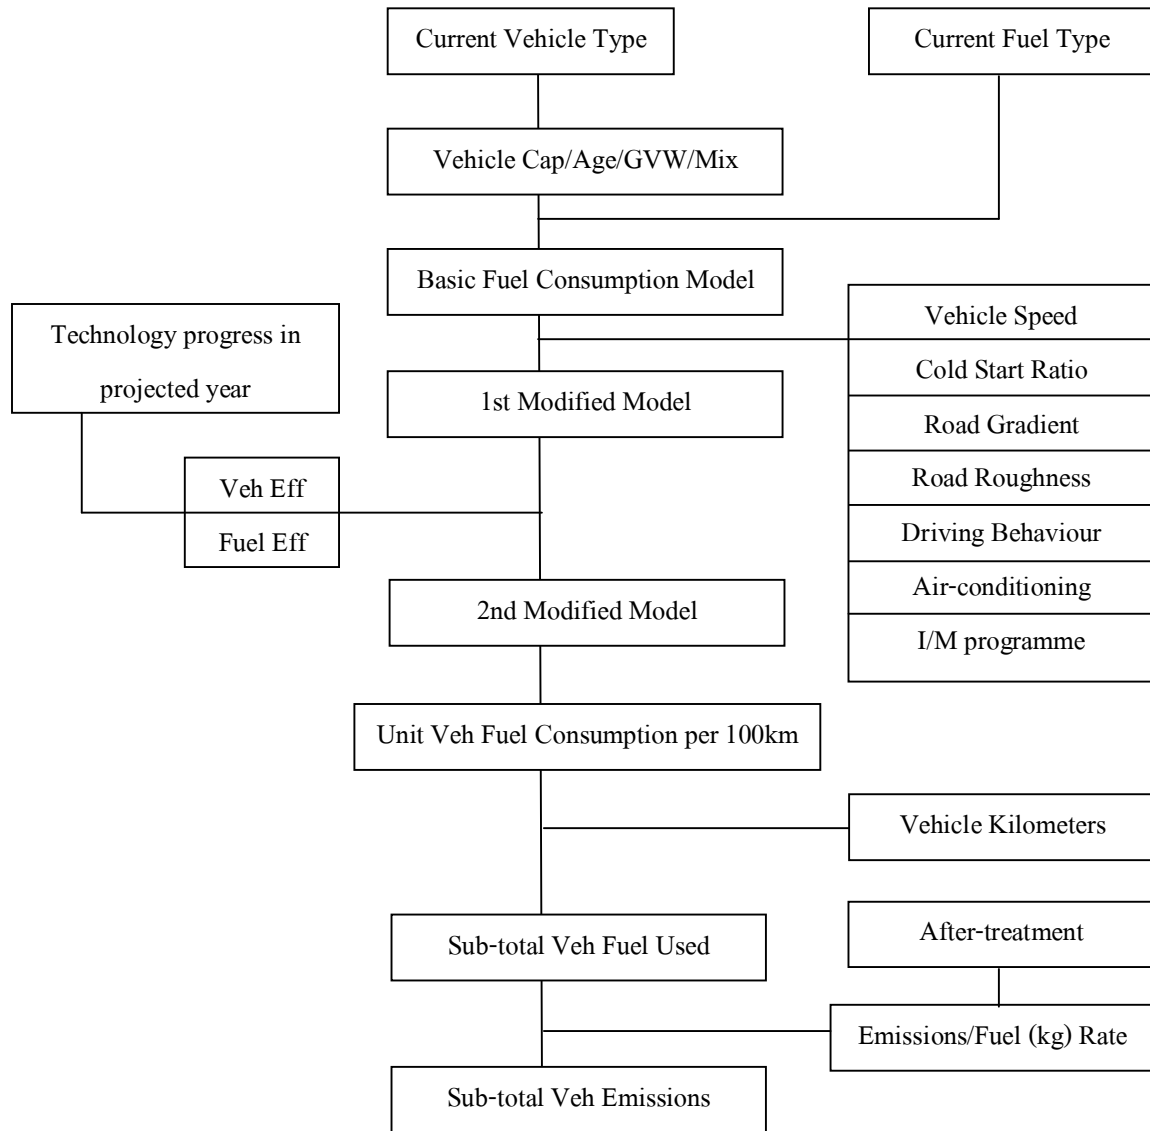 Current Vehicle Type
Current Fuel Type
Vehicle Cap/Age/GVW/Mix
Basic Fuel Consumption Model
Technology progress in
projected year
Vehicle Speed
Cold Start Ratio
1st Modified Model
Road Gradient
Road Roughness
Veh Eff
Fuel Eff
Driving Behaviour
Air-conditioning
2nd Modified Model
I/M programme
Unit Veh Fuel Consumption per 100km
Vehicle Kilometers
Sub-total Veh Fuel Used
After-treatment
Emissions/Fuel (kg) Rate
Sub-total Veh Emissions